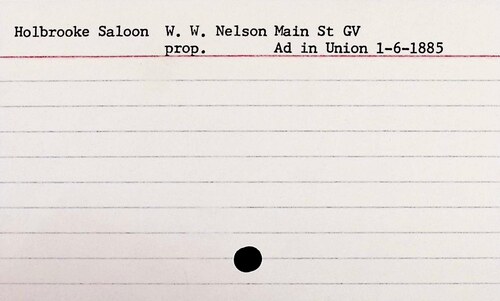 Holbrooke Saloon W. W. Nelson Main St GV
prop. Ad in Union 1-6-1885